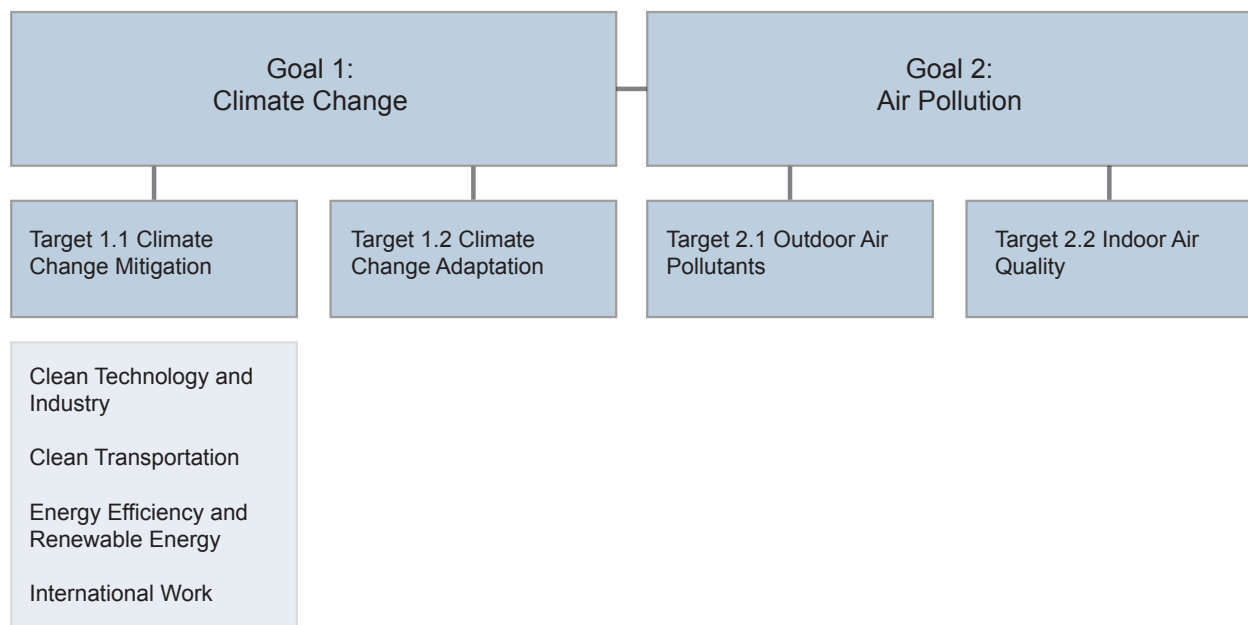 Goal 1:
Climate Change
Goal 2:
Air Pollution
Target 1.1 Climate
Change Mitigation
Target 1.2 Climate
Change Adaptation
Target 2.1 Outdoor Air
Pollutants
Target 2.2 Indoor Air
Quality
Clean Technology and
Industry
Clean Transportation
Energy Efficiency and
Renewable Energy
International Work